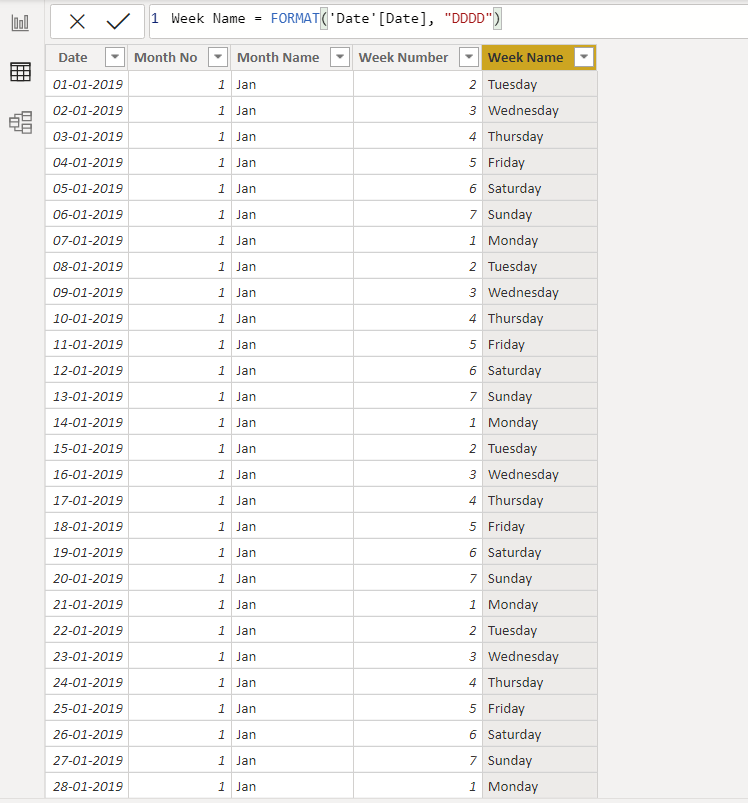 1 Week Name = FORMAT('Date'[Date], "DDDD")
Date Month No Month Name Week Number Week Name
01-01-2019 1 Jan 2 Tuesday
02-01-2019 1 Jan 3 Wednesday
03-01-2019 1 Jan 4 Thursday
04-01-2019 1 Jan 5 Friday
05-01-2019 1 Jan 6 Saturday
06-01-2019 1 Jan 7 Sunday
07-01-2019 1 Jan 1 Monday
08-01-2019 1 Jan 2 Tuesday
09-01-2019 1 Jan 3 Wednesday
10-01-2019 1 Jan 4 Thursday
11-01-2019 1 Jan 5 Friday
12-01-2019 1 Jan 6 Saturday
13-01-2019 1 Jan 7 Sunday
14-01-2019 1 Jan 1 Monday
15-01-2019 1 Jan 2 Tuesday
16-01-2019 1 Jan 3 Wednesday
17-01-2019 1 Jan 4 Thursday
18-01-2019 1 Jan 5 Friday
19-01-2019 1 Jan 6 Saturday
20-01-2019 1 Jan 7 Sunday
21-01-2019 1 Jan 1 Monday
22-01-2019 1 Jan 2 Tuesday
23-01-2019 1 Jan 3 Wednesday
24-01-2019 1 Jan 4 Thursday
25-01-2019 1 Jan 5 Friday
26-01-2019 1 Jan 6 Saturday
27-01-2019 1 Jan 7 Sunday
28-01-2019 1 Jan 1 Monday